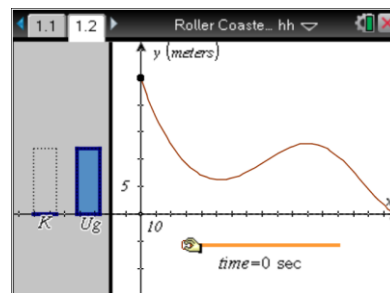 1.1 1.2 Roller Coaste… hh
y (meters)
5
x
K Ug 10
time=0 sec